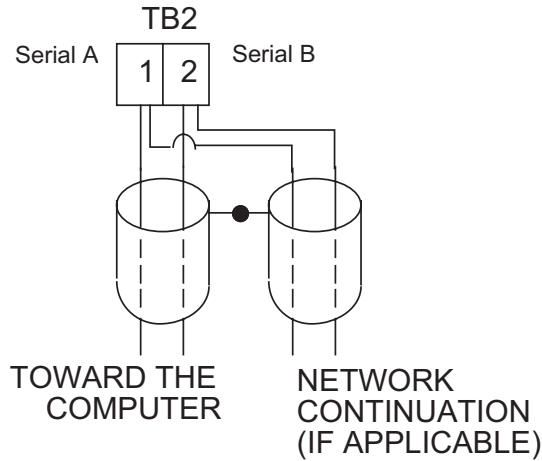 TB2
Serial A
1 2
Serial B
TOWARD THE
COMPUTER
NETWORK
CONTINUATION
(IF APPLICABLE)